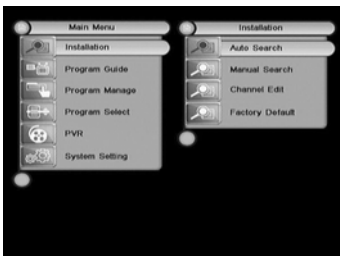 Main Menu
Installation
Program Guide
Program Manage
Program Select
PVR
System Setting
Installation
Auto Search
Manual Search
Channel Edit
Factory Default